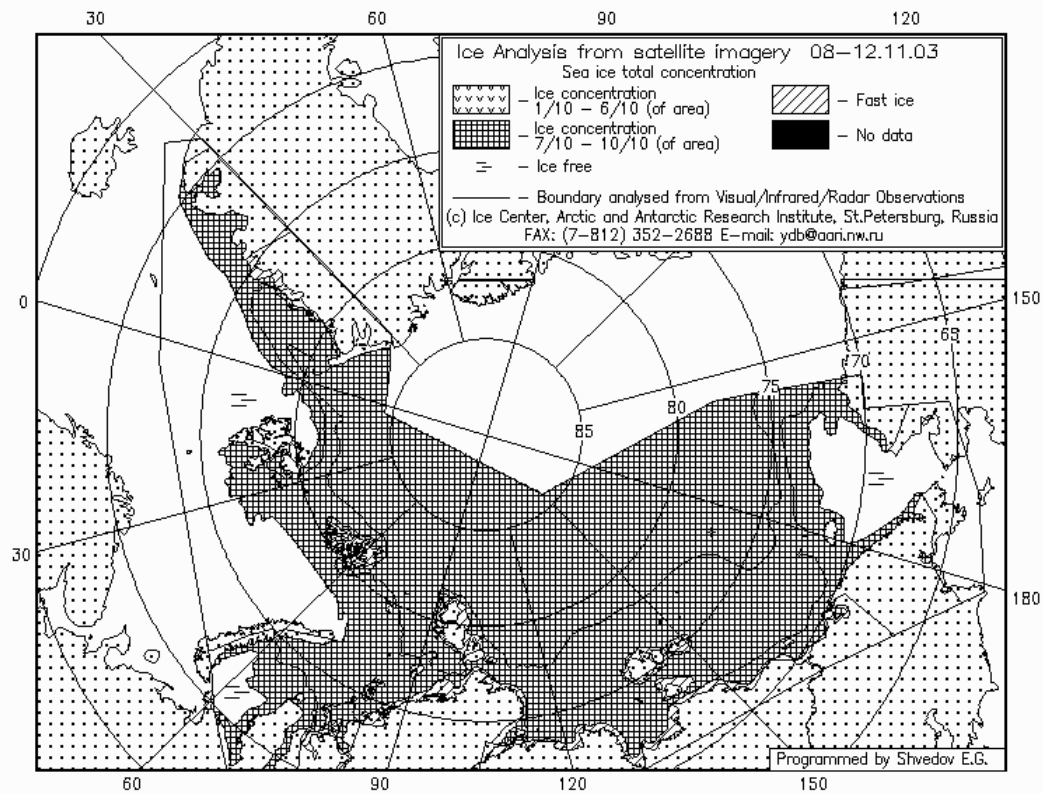 30 60 90 120
Ice Analysis from satellite imagery 08-12.11.03
Sea ice total concentration
- Ice concentration
1/10 - 6/10 (of area)
- Fast ice
- Ice concentration
7/10 - 10/10 (of area)
- No data
- Ice free
- Boundary analysed from Visual/Infrared/Radar Observations
(c) Ice Center, Arctic and Antarctic Research Institute, St.Petersburg, Russia
FAX: (7-812) 352-2688 E-mail: ydb@aari.nw.ru
0
150
65
70
75
80
85
30
180
Programmed by Shvedov E.G.
60 90 120 150